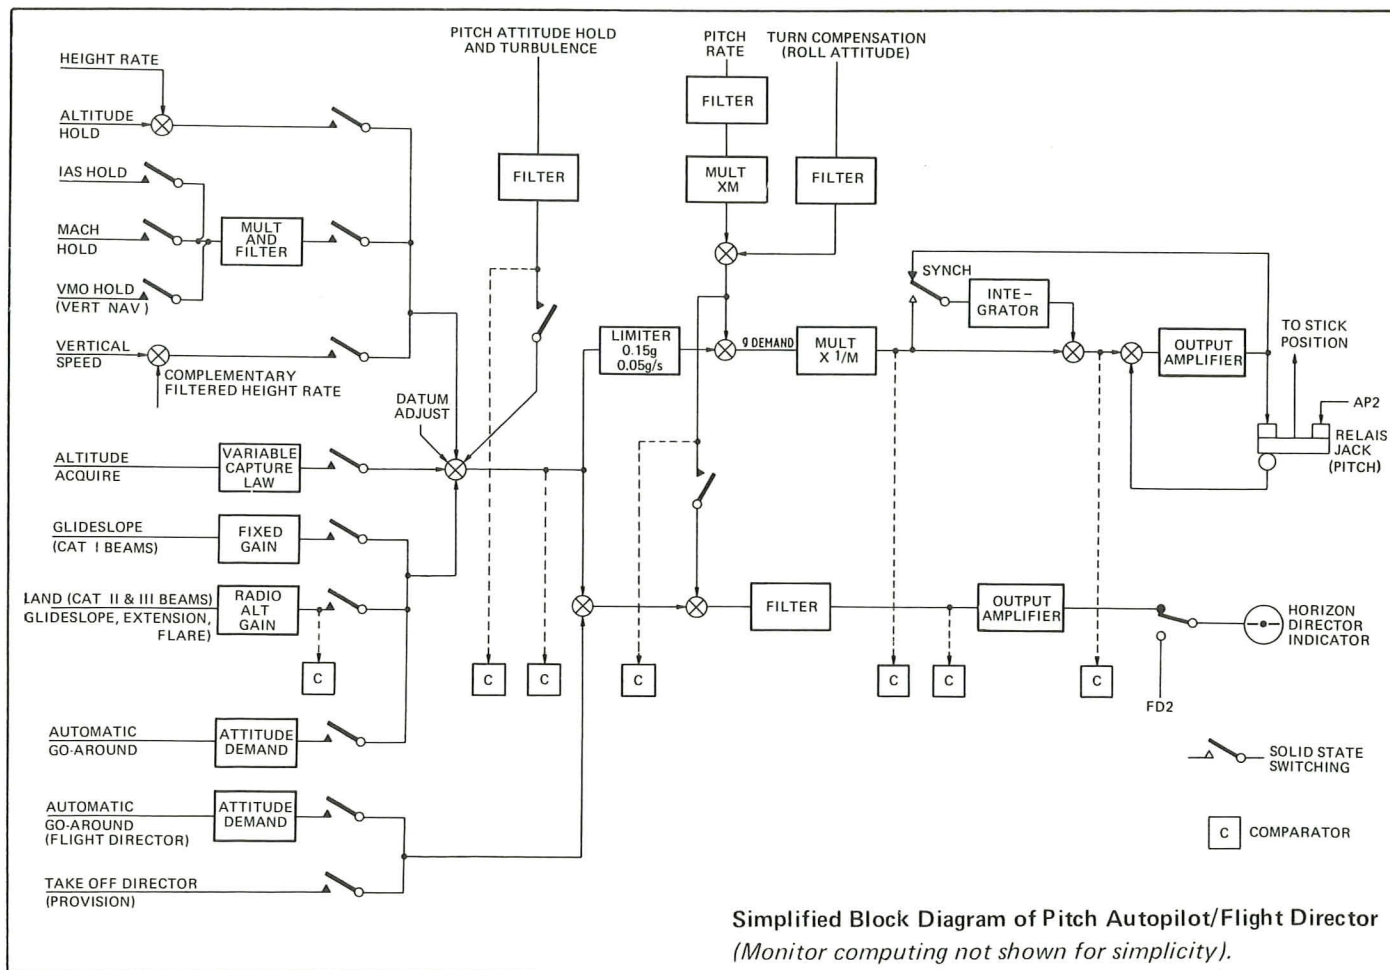 PITCH ATTITUDE HOLD
AND TURBULENCE
PITCH
RATE
TURN COMPENSATION
(ROLL ATTITUDE)
HEIGHT RATE
FILTER
ALTITUDE
HOLD
IAS HOLD
FILTER
MULT
XM
FILTER
MACH
HOLD
MULT
AND
FILTER
VMO HOLD
(VERT NAV)
SYNCH
INTE-
GRATOR
VERTICAL
SPEED
LIMITER
0.15g
0.05g/s
g DEMAND
MULT
X 1/M
OUTPUT
AMPLIFIER
TO STICK
POSITION
COMPLEMENTARY
FILTERED HEIGHT RATE
DATUM
ADJUST
AP2
RELAIS
JACK
(PITCH)
ALTITUDE
ACQUIRE
VARIABLE
CAPTURE
LAW
GLIDESLOPE
(CAT I BEAMS)
FIXED
GAIN
LAND (CAT II & III BEAMS)
GLIDESLOPE, EXTENSION,
FLARE)
RADIO
ALT
GAIN
FILTER
OUTPUT
AMPLIFIER
HORIZON
DIRECTOR
INDICATOR
C
C
C
C
C
C
C
FD2
AUTOMATIC
GO-AROUND
ATTITUDE
DEMAND
SOLID STATE
SWITCHING
AUTOMATIC
GO-AROUND
(FLIGHT DIRECTOR)
ATTITUDE
DEMAND
C
COMPARATOR
TAKE OFF DIRECTOR
(PROVISION)
Simplified Block Diagram of Pitch Autopilot/Flight Director
(Monitor computing not shown for simplicity).